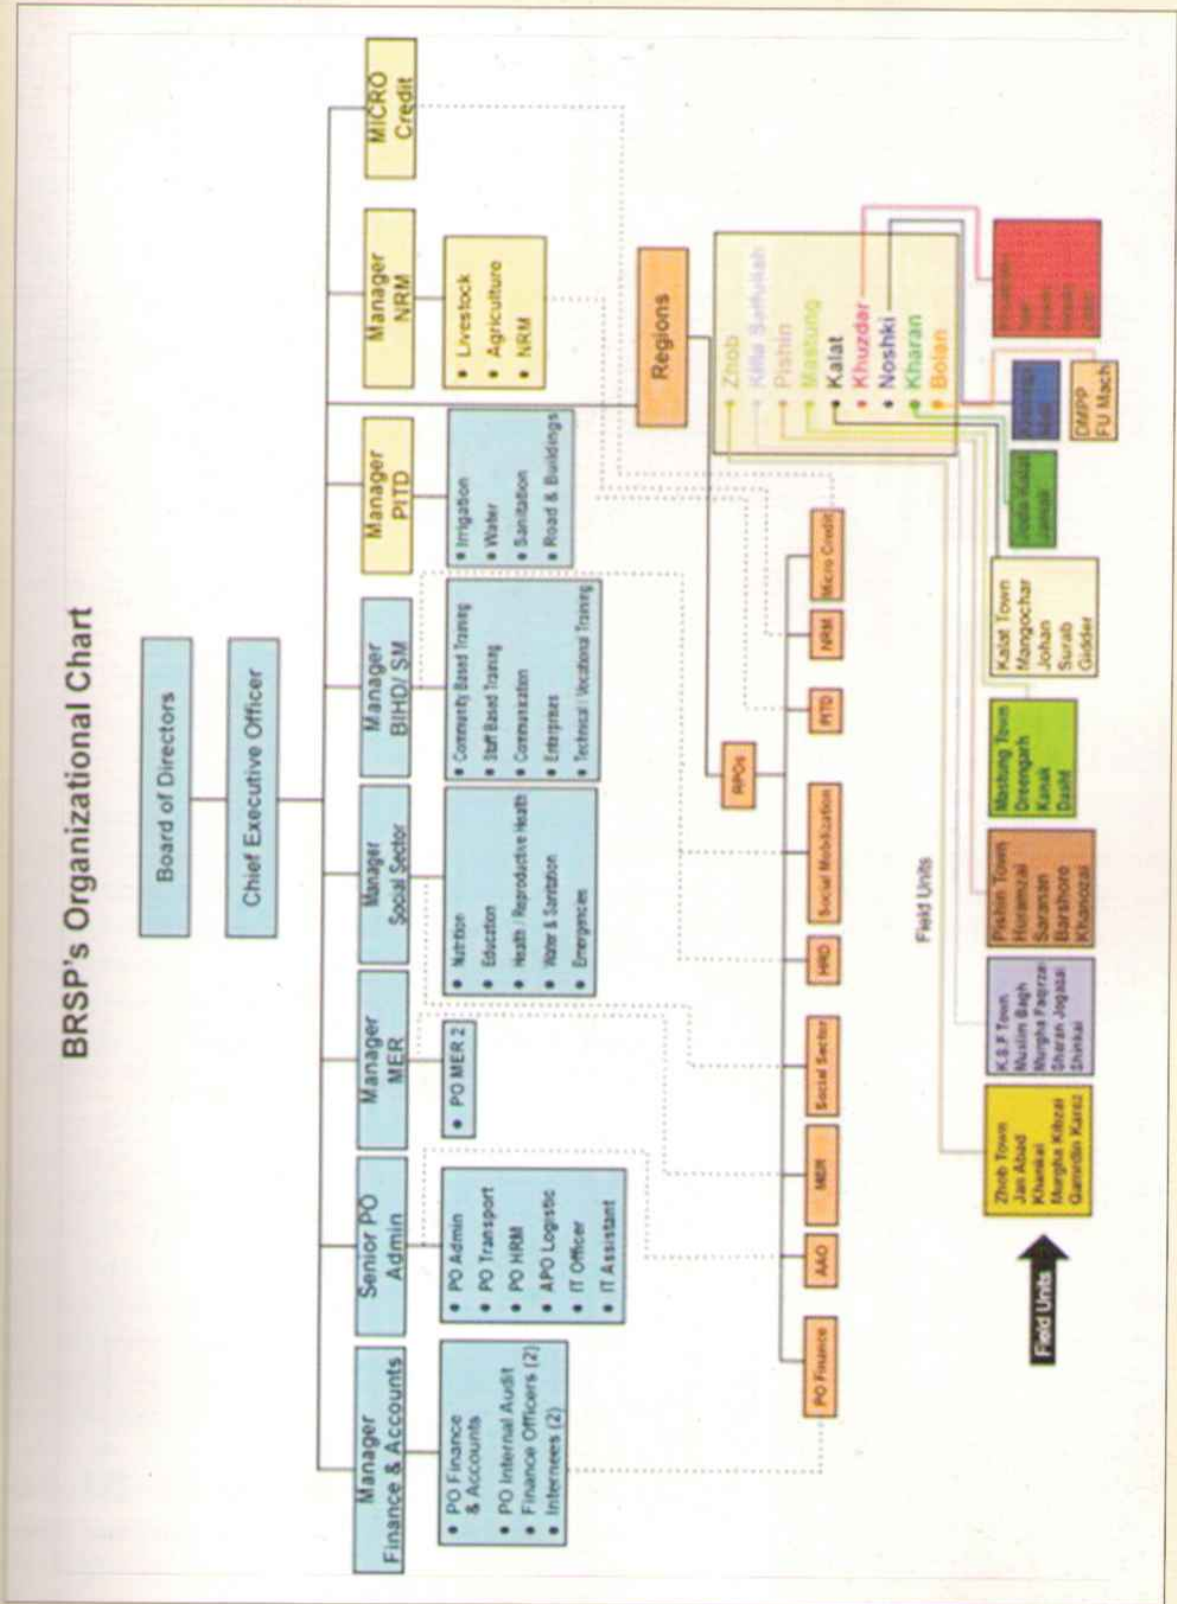 BRSP's Organizational Chart
Board of Directors
Chief Executive Officer
Manager
Finance & Accounts
Senior PO
Admin
Manager
MER
Manager
Social Sector
Manager
BIHD/ SM
Manager
PITD
Manager
NRM
MICRO
Credit
• PO Finance
& Accounts
• PO Internal Audit
• Finance Officers (2)
• Internees (2)
• PO Admin
• PO Transport
• PO HRM
• APO Logistic
• IT Officer
• IT Assistant
• PO MER 2
• Nutrition
• Education
• Health / Reproductive Health
• Water & Sanitation
• Emergencies
• Community Based Training
• Staff Based Training
• Communication
• Enterprises
• Technical / Vocational Training
• Irrigation
• Water
• Sanitation
• Road & Buildings
• Livestock
• Agriculture
• NRM
Regions
RPOs
PO Finance
AAO
MER
Social Sector
HRD
Social Mobilization
PITD
NRM
Micro Credit
• Zhob
• Killa Saifullah
• Pishin
• Mastung
• Kalat
• Khuzdar
• Noshki
• Kharan
• Bolan
Field Units
Field Units
Zhob Town
Jan Abad
Khankai
Murgha Kibzai
Qamrdin Karez
K.S.F Town
Muslim Bagh
Murgha Faqirzai
Sharan Jogazai
Shinkai
Pishin Town
Huramzai
Saranan
Barshore
Khanozai
Mastung Town
Dreengarh
Kanak
Dasht
Kalat Town
Mangochar
Johan
Surab
Gidder
DMPP
FU Mach